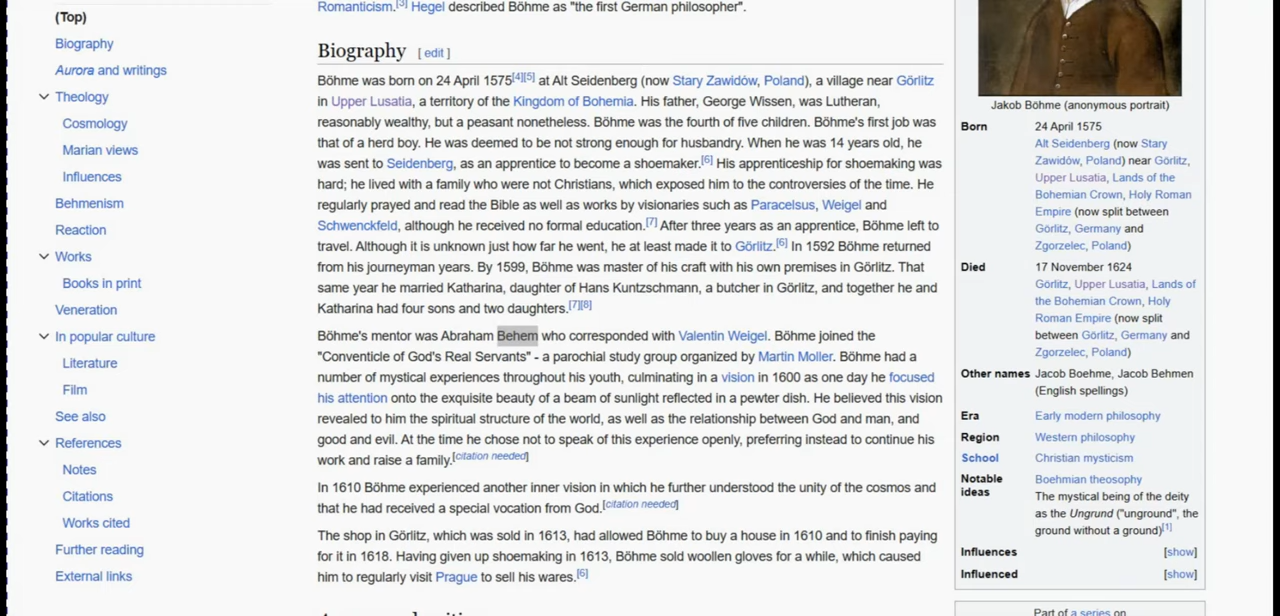 (Top)
Biography
Aurora and writings
Theology
Cosmology
Marian views
Influences
Behmenism
Reaction
Works
Books in print
Veneration
In popular culture
Literature
Film
See also
References
Notes
Citations
Works cited
Further reading
External links
Romanticism.[3] Hegel described Böhme as "the first German philosopher".
Biography [ edit ]
Böhme was born on 24 April 1575[4][5] at Alt Seidenberg (now Stary Zawidów, Poland), a village near Görlitz
in Upper Lusatia, a territory of the Kingdom of Bohemia. His father, George Wissen, was Lutheran,
reasonably wealthy, but a peasant nonetheless. Böhme was the fourth of five children. Böhme's first job was
that of a herd boy. He was deemed to be not strong enough for husbandry. When he was 14 years old, he
was sent to Seidenberg, as an apprentice to become a shoemaker.[6] His apprenticeship for shoemaking was
hard; he lived with a family who were not Christians, which exposed him to the controversies of the time. He
regularly prayed and read the Bible as well as works by visionaries such as Paracelsus, Weigel and
Schwenckfeld, although he received no formal education.[7] After three years as an apprentice, Böhme left to
travel. Although it is unknown just how far he went, he at least made it to Görlitz.[6] In 1592 Böhme returned
from his journeyman years. By 1599, Böhme was master of his craft with his own premises in Görlitz. That
same year he married Katharina, daughter of Hans Kuntzschmann, a butcher in Görlitz, and together he and
Katharina had four sons and two daughters.[7][8]
Böhme's mentor was Abraham Behem who corresponded with Valentin Weigel. Böhme joined the
"Conventicle of God's Real Servants" - a parochial study group organized by Martin Moller. Böhme had a
number of mystical experiences throughout his youth, culminating in a vision in 1600 as one day he focused
his attention onto the exquisite beauty of a beam of sunlight reflected in a pewter dish. He believed this vision
revealed to him the spiritual structure of the world, as well as the relationship between God and man, and
good and evil. At the time he chose not to speak of this experience openly, preferring instead to continue his
work and raise a family.[citation needed]
In 1610 Böhme experienced another inner vision in which he further understood the unity of the cosmos and
that he had received a special vocation from God.[citation needed]
The shop in Görlitz, which was sold in 1613, had allowed Böhme to buy a house in 1610 and to finish paying
for it in 1618. Having given up shoemaking in 1613, Böhme sold woollen gloves for a while, which caused
him to regularly visit Prague to sell his wares.[6]
Jakob Böhme (anonymous portrait)
Born 24 April 1575
Alt Seidenberg (now Stary
Zawidów, Poland) near Görlitz,
Upper Lusatia, Lands of the
Bohemian Crown, Holy Roman
Empire (now split between
Görlitz, Germany and
Zgorzelec, Poland)
Died 17 November 1624
Görlitz, Upper Lusatia, Lands of
the Bohemian Crown, Holy
Roman Empire (now split
between Görlitz, Germany and
Zgorzelec, Poland)
Other names Jacob Boehme, Jacob Behmen
(English spellings)
Era Early modern philosophy
Region Western philosophy
School Christian mysticism
Notable Boehmian theosophy
ideas The mystical being of the deity
as the Ungrund ("unground", the
ground without a ground)[1]
Influences [show]
Influenced [show]
Part of a series on